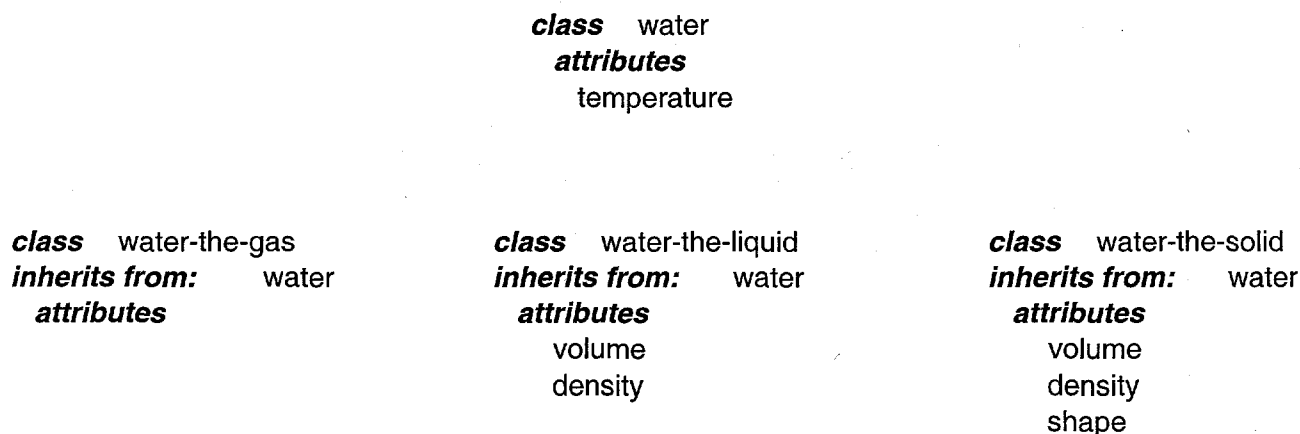 class water
attributes
temperature
class water-the-gas
inherits from: water
attributes
class water-the-liquid
inherits from: water
attributes
volume
density
class water-the-solid
inherits from: water
attributes
volume
density
shape